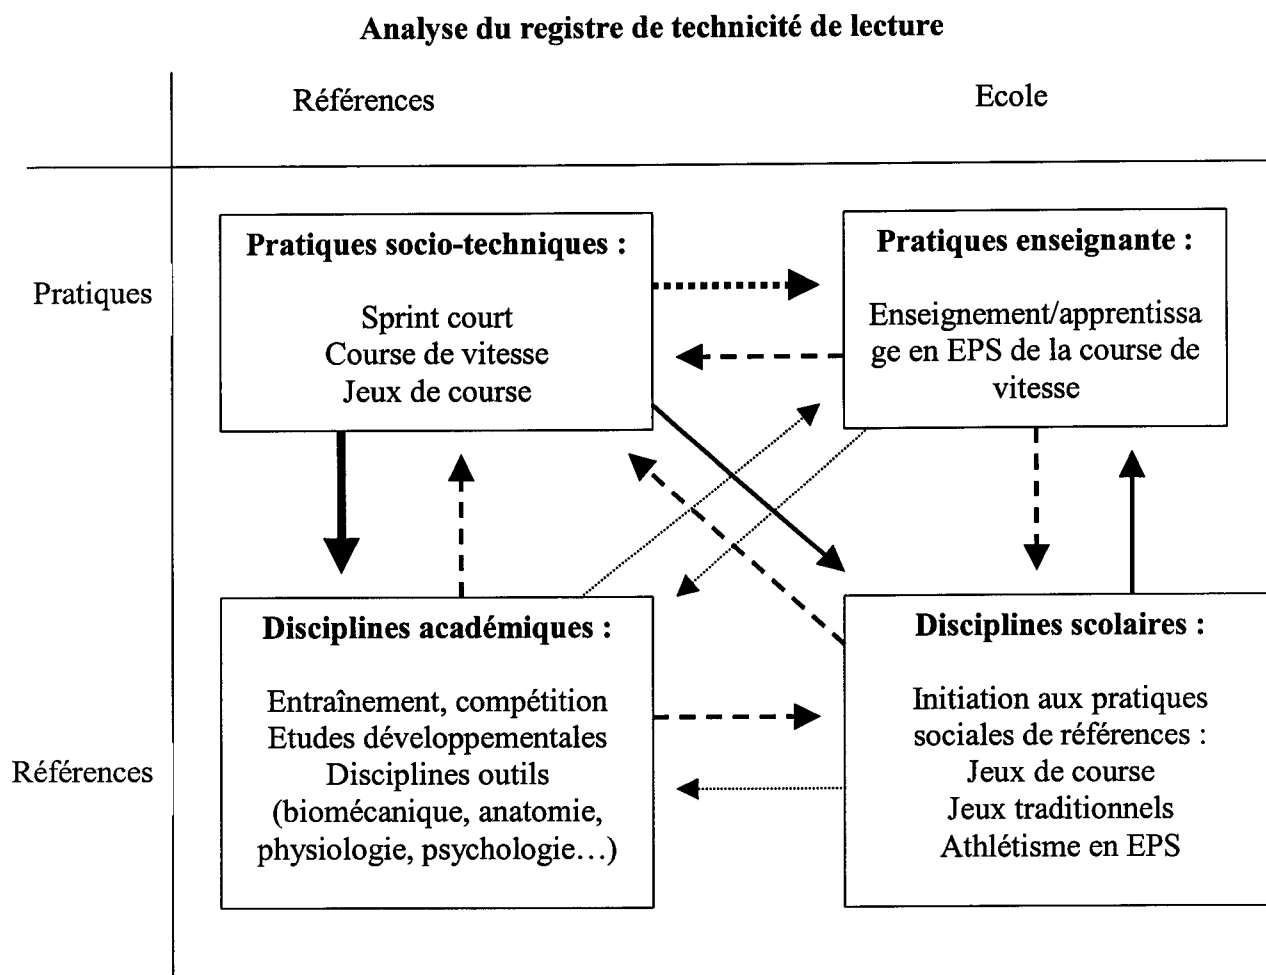 Analyse du registre de technicité de lecture
Références
Ecole
Pratiques
Pratiques socio-techniques :
Sprint court
Course de vitesse
Jeux de course
Pratiques enseignante :
Enseignement/apprentissa
ge en EPS de la course de
vitesse
Références
Disciplines académiques :
Entraînement, compétition
Etudes développementales
Disciplines outils
(biomécanique, anatomie,
physiologie, psychologie…)
Disciplines scolaires :
Initiation aux pratiques
sociales de références :
Jeux de course
Jeux traditionnels
Athlétisme en EPS